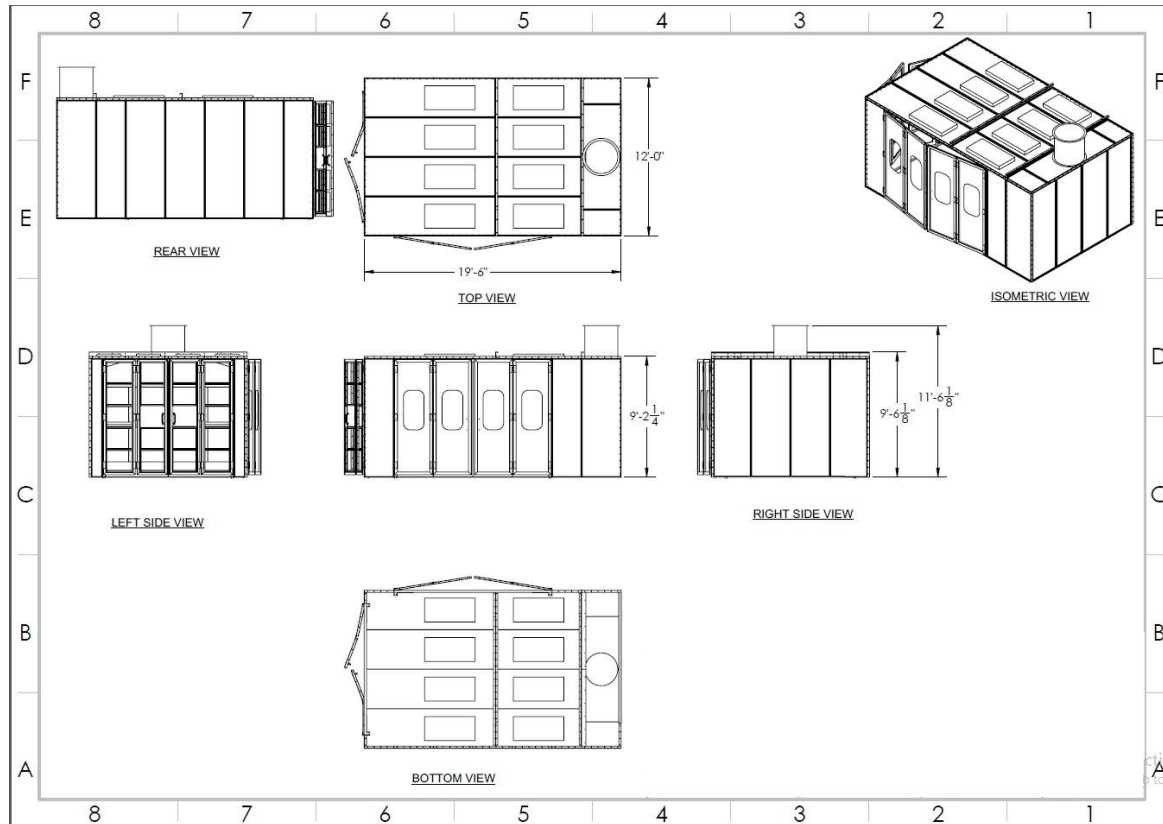 8 7 6 5 4 3 2 1
F F
12'-0"
E E
REAR VIEW
19'-6"
TOP VIEW
ISOMETRIC VIEW
D D
9'-2 1/4"
9'-6 1/8"
11'-6 1/8"
C C
LEFT SIDE VIEW
RIGHT SIDE VIEW
B B
A A
BOTTOM VIEW
8 7 6 5 4 3 2 1